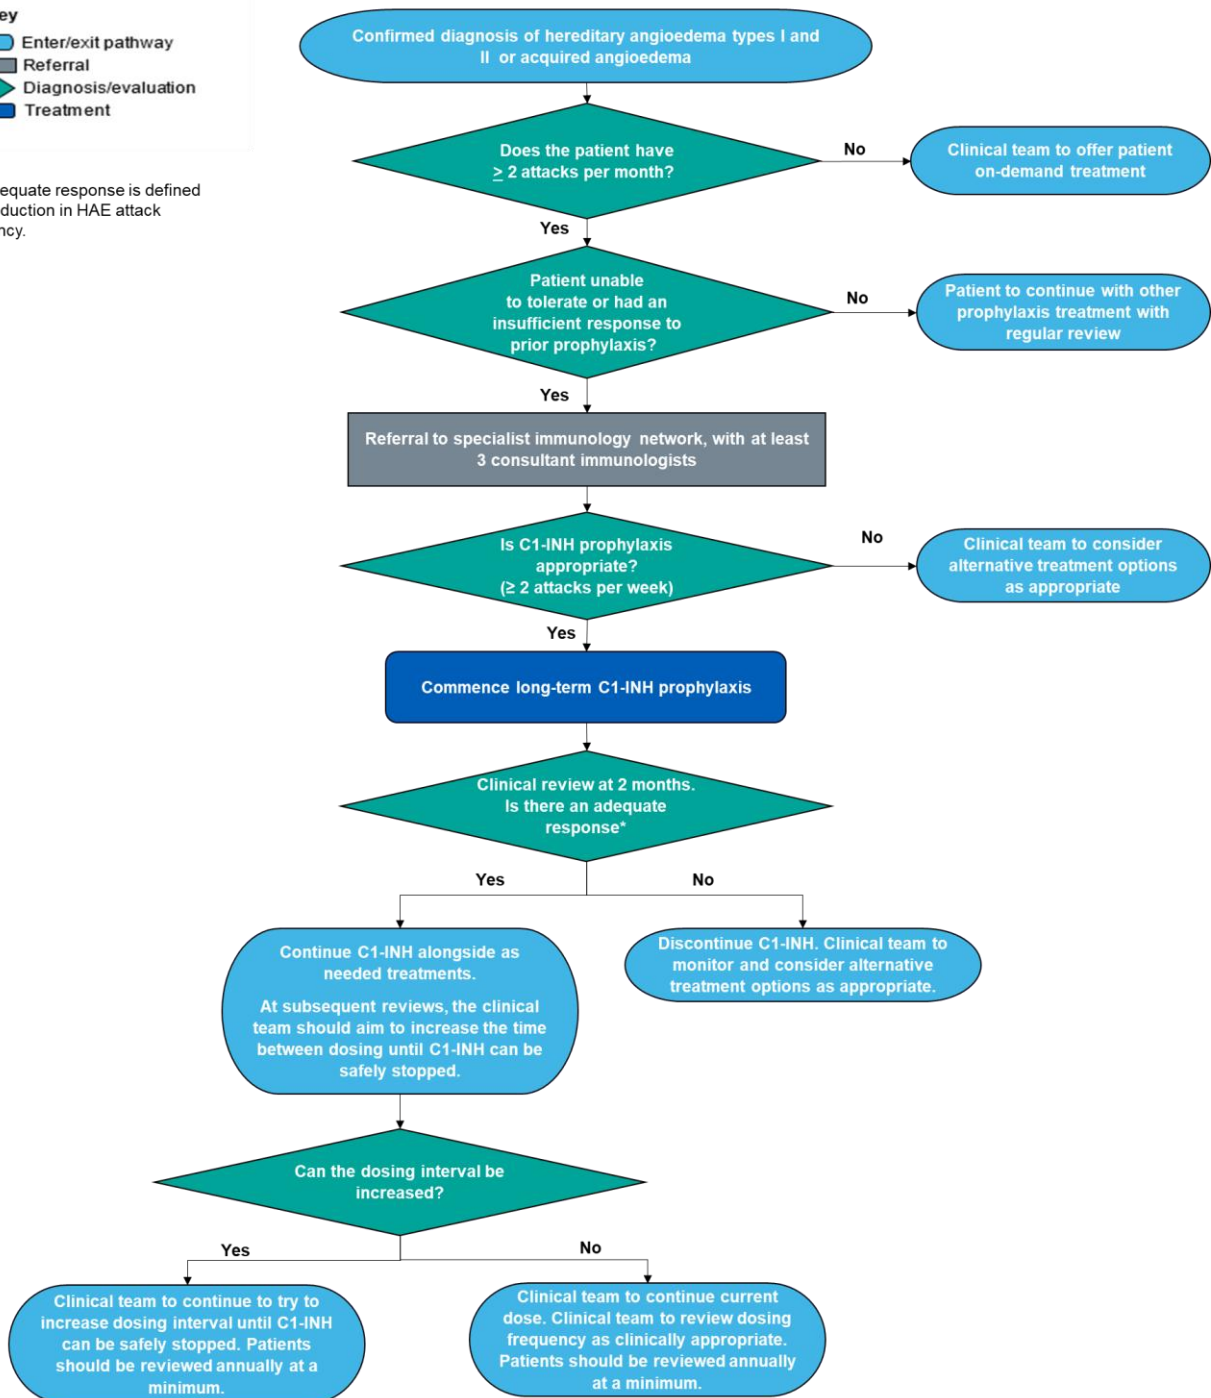 ey
Enter/exit pathway
Referral
Diagnosis/evaluation
Treatment
equate response is defined
duction in HAE attack
ncy.
Confirmed diagnosis of hereditary angioedema types I and
II or acquired angioedema
Does the patient have
≥ 2 attacks per month?
No
Clinical team to offer patient
on-demand treatment
Yes
Patient unable
to tolerate or had an
insufficient response to
prior prophylaxis?
No
Patient to continue with other
prophylaxis treatment with
regular review
Yes
Referral to specialist immunology network, with at least
3 consultant immunologists
Is C1-INH prophylaxis
appropriate?
(≥ 2 attacks per week)
No
Clinical team to consider
alternative treatment options
as appropriate
Yes
Commence long-term C1-INH prophylaxis
Clinical review at 2 months.
Is there an adequate
response*
Yes
No
Continue C1-INH alongside as
needed treatments.
At subsequent reviews, the clinical
team should aim to increase the time
between dosing until C1-INH can be
safely stopped.
Discontinue C1-INH. Clinical team to
monitor and consider alternative
treatment options as appropriate.
Can the dosing interval be
increased?
Yes
No
Clinical team to continue to try to
increase dosing interval until C1-INH
can be safely stopped. Patients
should be reviewed annually at a
minimum.
Clinical team to continue current
dose. Clinical team to review dosing
frequency as clinically appropriate.
Patients should be reviewed annually
at a minimum.